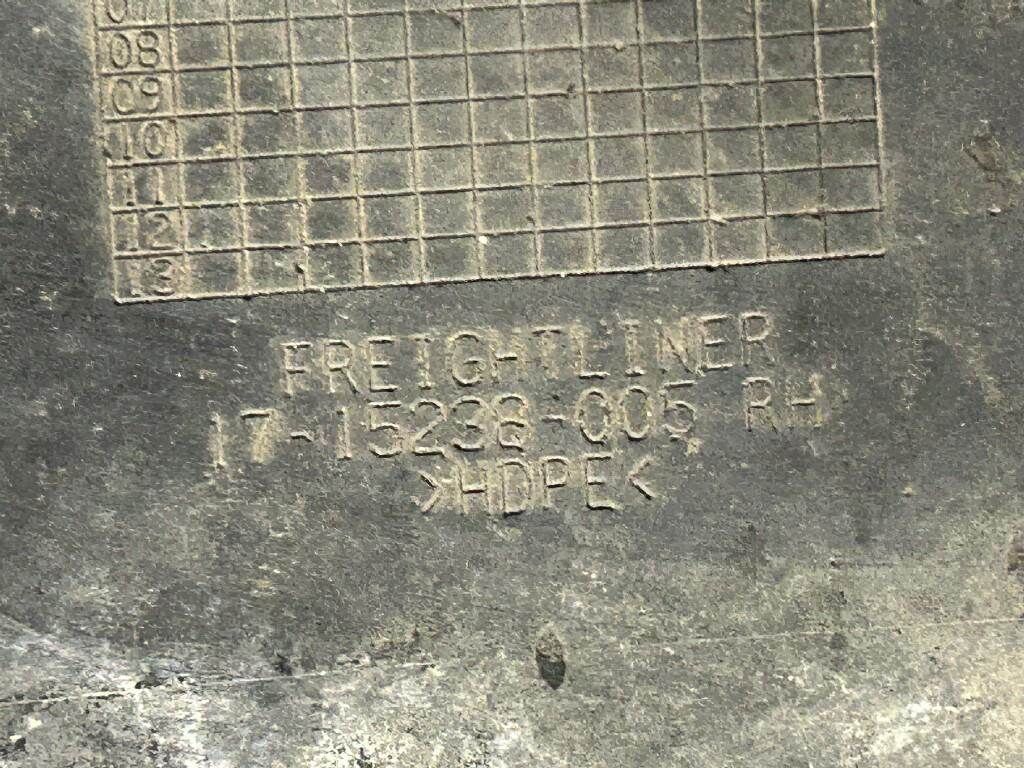 08
09
10
11
12
13
FREIGHTLINER
17-15238-005 RH
>HDPE<